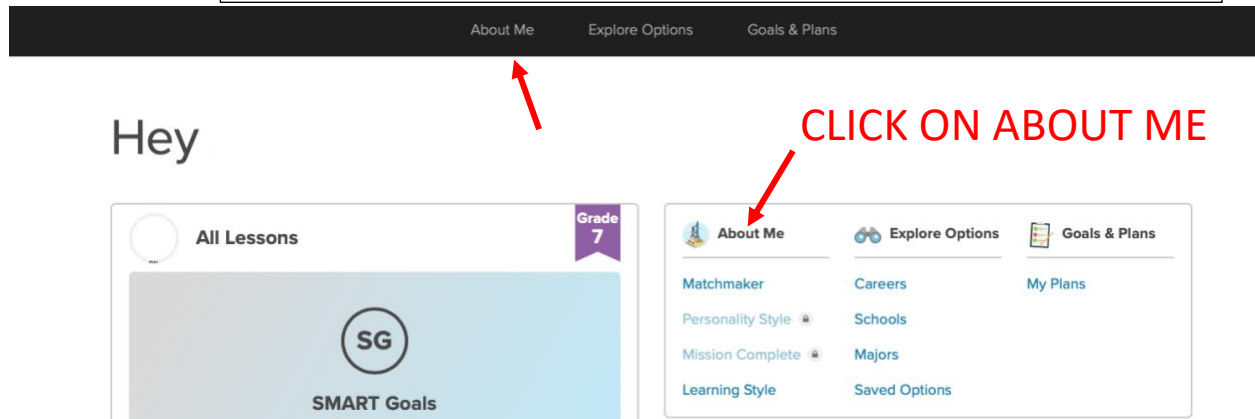 About Me Explore Options Goals & Plans
CLICK ON ABOUT ME
Hey
All Lessons
Grade
7
SG
SMART Goals
About Me Explore Options Goals & Plans
Matchmaker Careers My Plans
Personality Style Schools
Mission Complete Majors
Learning Style Saved Options